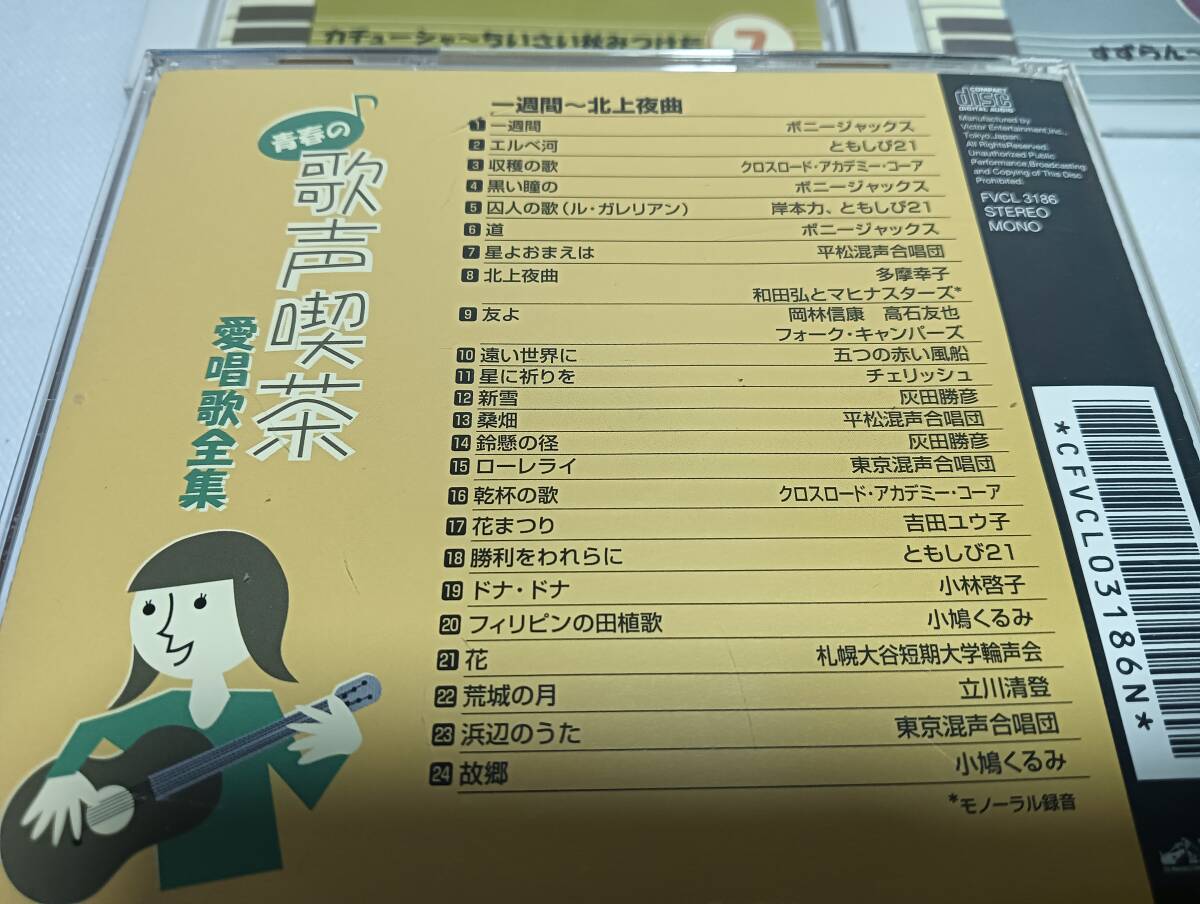 カチューシャ〜ちいさい秋みつけた
7
すずらん〜
青春の
歌声喫茶
愛唱歌全集
一週間〜北上夜曲
1 一週間 ボニージャックス
2 エルベ河 ともしび21
3 収穫の歌 クロスロード・アカデミー・コーア
4 黒い瞳の ボニージャックス
5 囚人の歌(ル・ガレリアン) 岸本力、ともしび21
6 道 ボニージャックス
7 星よおまえは 平松混声合唱団
8 北上夜曲 多摩幸子
和田弘とマヒナスターズ*
9 友よ 岡林信康 高石友也
フォーク・キャンパーズ
10 遠い世界に 五つの赤い風船
11 星に祈りを チェリッシュ
12 新雪 灰田勝彦
13 桑畑 平松混声合唱団
14 鈴懸の径 灰田勝彦
15 ローレライ 東京混声合唱団
16 乾杯の歌 クロスロード・アカデミー・コーア
17 花まつり 吉田ユウ子
18 勝利をわれらに ともしび21
19 ドナ・ドナ 小林啓子
20 フィリピンの田植歌 小鳩くるみ
21 花 札幌大谷短期大学輪声会
22 荒城の月 立川清登
23 浜辺のうた 東京混声合唱団
24 故郷 小鳩くるみ
*モノーラル録音
COMPACT
disc
DIGITAL AUDIO
Manufactured by
Victor Entertainment,Inc.,
Tokyo,Japan.
All RightsReserved.
Unauthorized Public
Performance,Broadcasting
and Copying of This Disc
Prohibited.
FVCL 3186
STEREO
MONO
*CFVCL03186N*